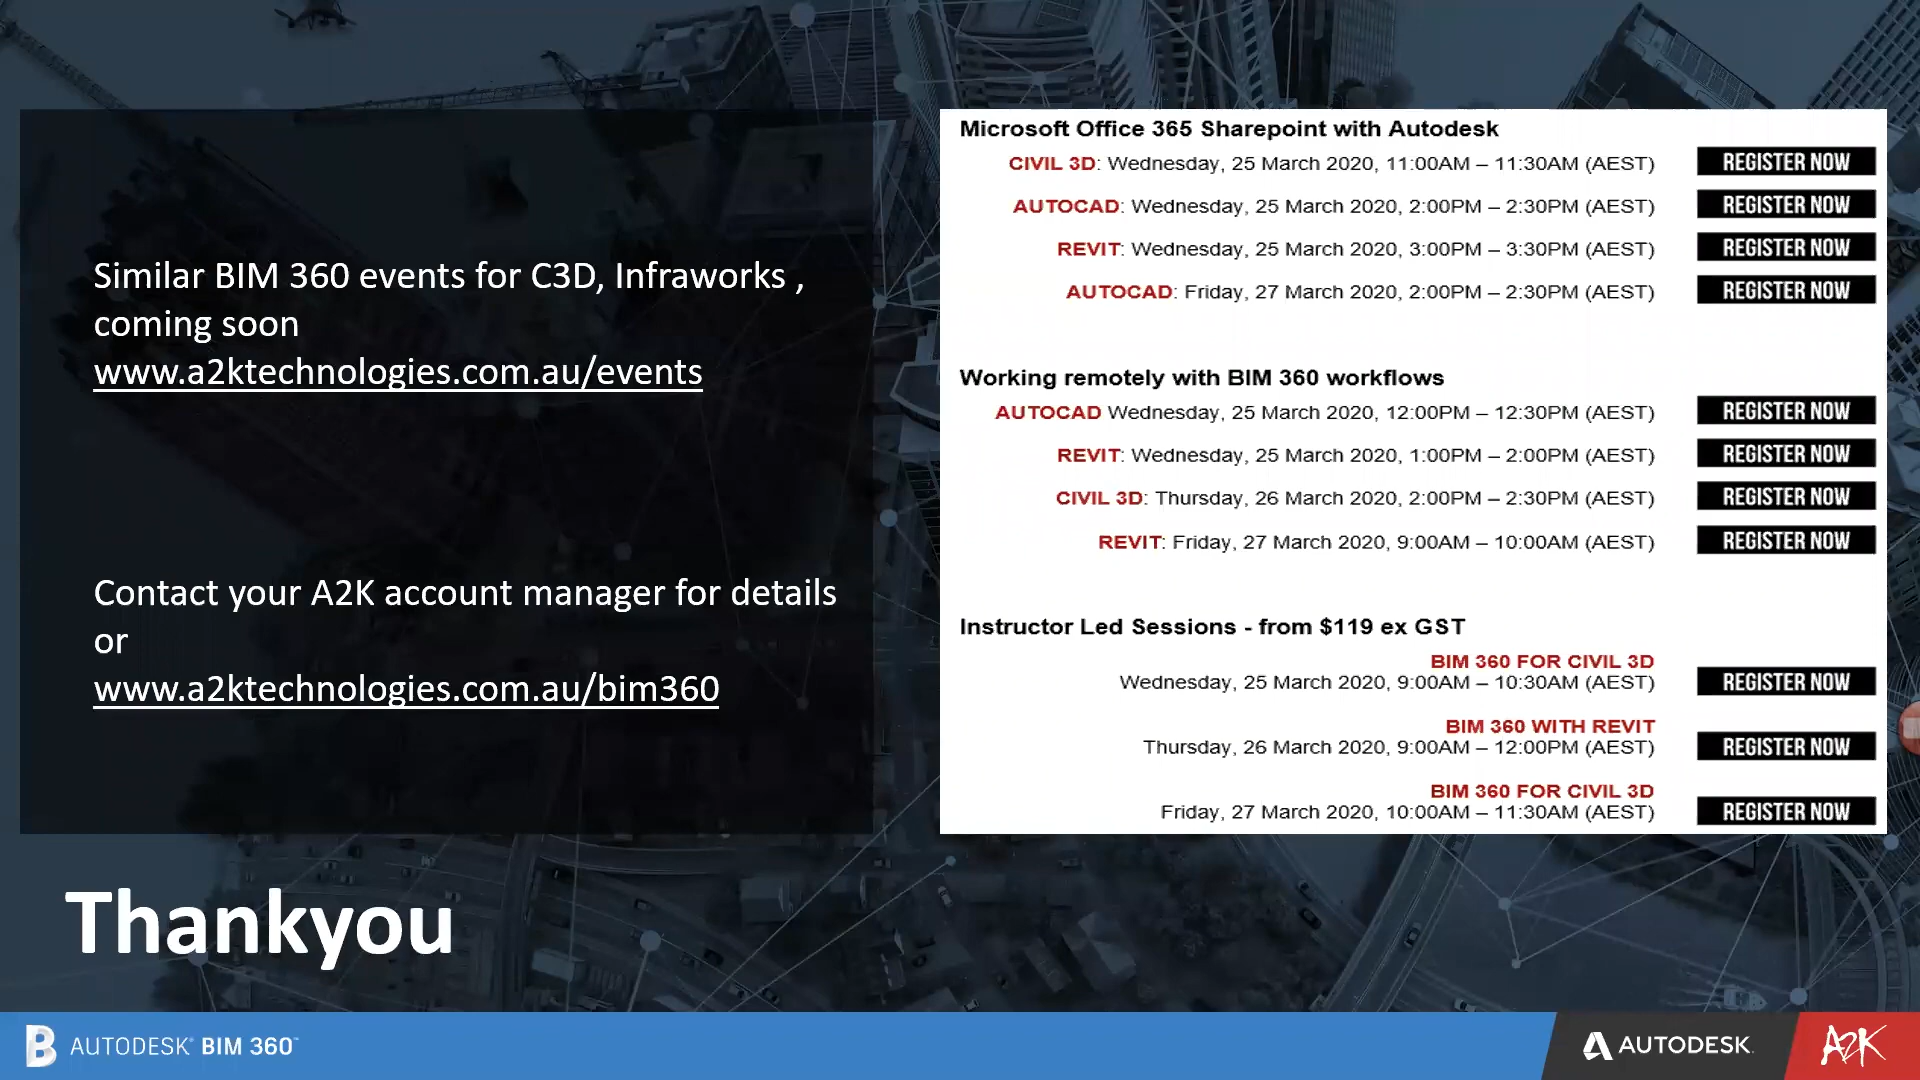 Similar BIM 360 events for C3D, Infraworks ,
coming soon
www.a2ktechnologies.com.au/events
Contact your A2K account manager for details
or
www.a2ktechnologies.com.au/bim360
Thankyou
Microsoft Office 365 Sharepoint with Autodesk
CIVIL 3D: Wednesday, 25 March 2020, 11:00AM – 11:30AM (AEST) REGISTER NOW
AUTOCAD: Wednesday, 25 March 2020, 2:00PM – 2:30PM (AEST) REGISTER NOW
REVIT: Wednesday, 25 March 2020, 3:00PM – 3:30PM (AEST) REGISTER NOW
AUTOCAD: Friday, 27 March 2020, 2:00PM – 2:30PM (AEST) REGISTER NOW
Working remotely with BIM 360 workflows
AUTOCAD Wednesday, 25 March 2020, 12:00PM – 12:30PM (AEST) REGISTER NOW
REVIT: Wednesday, 25 March 2020, 1:00PM – 2:00PM (AEST) REGISTER NOW
CIVIL 3D: Thursday, 26 March 2020, 2:00PM – 2:30PM (AEST) REGISTER NOW
REVIT: Friday, 27 March 2020, 9:00AM – 10:00AM (AEST) REGISTER NOW
Instructor Led Sessions - from $119 ex GST
BIM 360 FOR CIVIL 3D
Wednesday, 25 March 2020, 9:00AM – 10:30AM (AEST) REGISTER NOW
BIM 360 WITH REVIT
Thursday, 26 March 2020, 9:00AM – 12:00PM (AEST) REGISTER NOW
BIM 360 FOR CIVIL 3D
Friday, 27 March 2020, 10:00AM – 11:30AM (AEST) REGISTER NOW
AUTODESK® BIM 360™
AUTODESK.
A2K